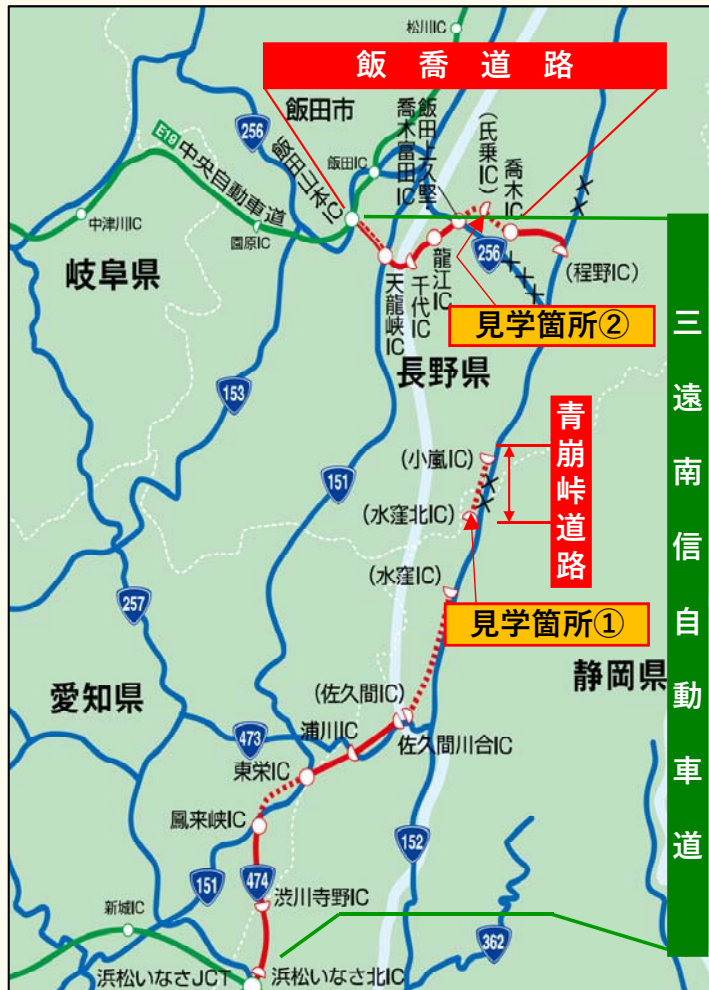 松川IC
飯喬道路
飯田市
256
飯田山本IC
飯田IC
喬木富田IC
飯田上久堅
(氏乗IC)
喬木IC
E19
中央自動車道
中津川IC
園原IC
岐阜県
天龍峡IC
千代IC
龍江IC
256
(程野IC)
見学箇所②
長野県
三遠南信自動車道
153
151
(小嵐IC)
青崩峠道路
(水窪北IC)
(水窪IC)
見学箇所①
257
愛知県
静岡県
(佐久間IC)
浦川IC
473
佐久間川合IC
東栄IC
鳳来峡IC
152
151
474
渋川寺野IC
新城IC
362
浜松いなさJCT
浜松いなさ北IC